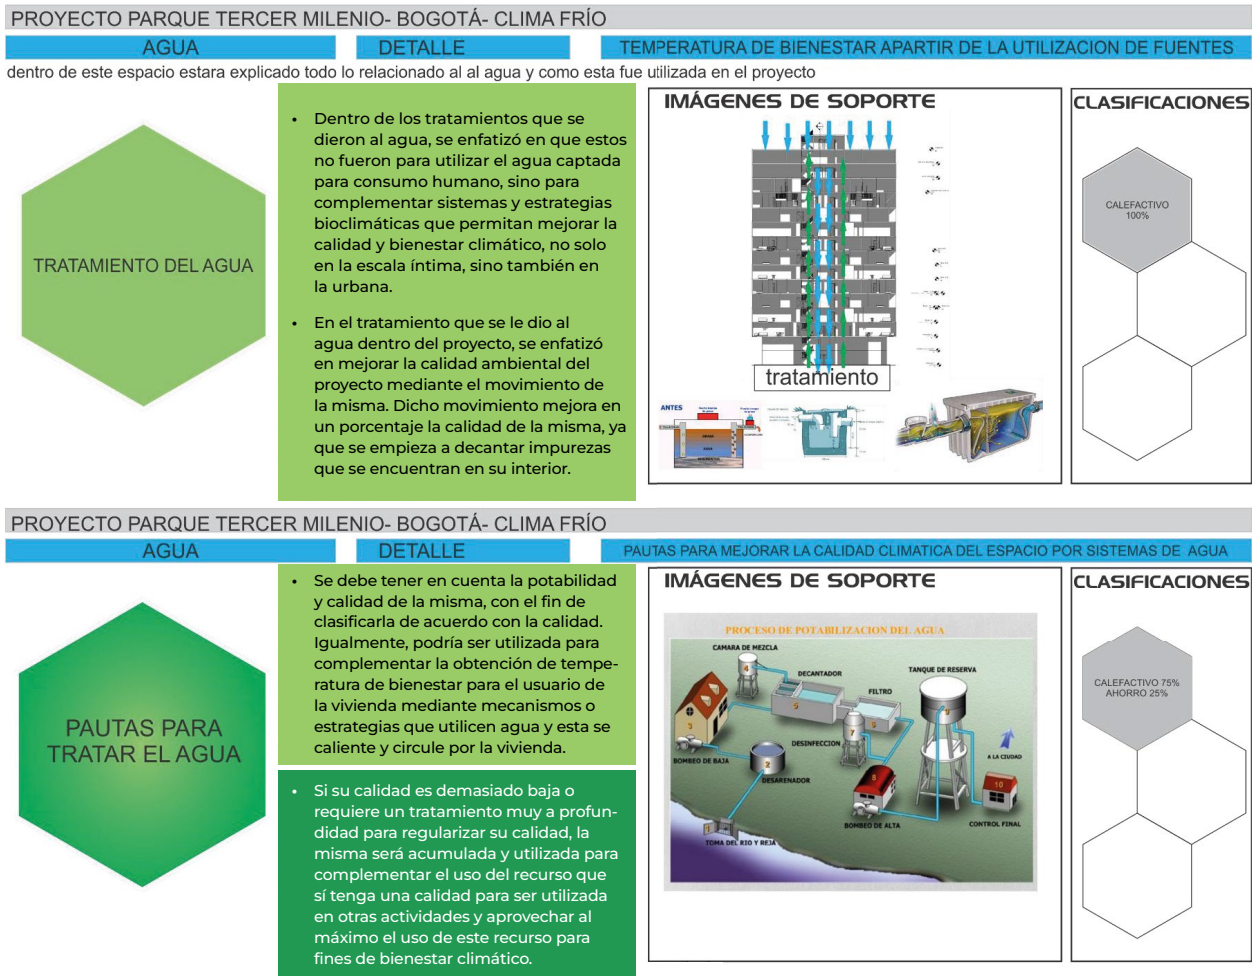 PROYECTO PARQUE TERCER MILENIO- BOGOTÁ- CLIMA FRÍO
AGUA
DETALLE
TEMPERATURA DE BIENESTAR APARTIR DE LA UTILIZACION DE FUENTES
dentro de este espacio estara explicado todo lo relacionado al al agua y como esta fue utilizada en el proyecto
TRATAMIENTO DEL AGUA
• Dentro de los tratamientos que se
dieron al agua, se enfatizó en que estos
no fueron para utilizar el agua captada
para consumo humano, sino para
complementar sistemas y estrategias
bioclimáticas que permitan mejorar la
calidad y bienestar climático, no solo
en la escala íntima, sino también en
la urbana.
• En el tratamiento que se le dio al
agua dentro del proyecto, se enfatizó
en mejorar la calidad ambiental del
proyecto mediante el movimiento de
la misma. Dicho movimiento mejora en
un porcentaje la calidad de la misma, ya
que se empieza a decantar impurezas
que se encuentran en su interior.
IMÁGENES DE SOPORTE
tratamiento
ANTES
CLASIFICACIONES
CALEFACTIVO
100%
PROYECTO PARQUE TERCER MILENIO- BOGOTÁ- CLIMA FRÍO
AGUA
DETALLE
PAUTAS PARA MEJORAR LA CALIDAD CLIMATICA DEL ESPACIO POR SISTEMAS DE AGUA
PAUTAS PARA
TRATAR EL AGUA
• Se debe tener en cuenta la potabilidad
y calidad de la misma, con el fin de
clasificarla de acuerdo con la calidad.
Igualmente, podría ser utilizada para
complementar la obtención de tempe-
ratura de bienestar para el usuario de
la vivienda mediante mecanismos o
estrategias que utilicen agua y esta se
caliente y circule por la vivienda.
• Si su calidad es demasiado baja o
requiere un tratamiento muy a profun-
didad para regularizar su calidad, la
misma será acumulada y utilizada para
complementar el uso del recurso que
sí tenga una calidad para ser utilizada
en otras actividades y aprovechar al
máximo el uso de este recurso para
fines de bienestar climático.
IMÁGENES DE SOPORTE
PROCESO DE POTABILIZACION DEL AGUA
CAMARA DE MEZCLA
4
DECANTADOR
5
TANQUE DE RESERVA
9
FILTRO
6
3
7
DESINFECCION
A LA CIUDAD
BOMBEO DE BAJA
2
DESARENADOR
8
10
BOMBEO DE ALTA
CONTROL FINAL
1
TOMA DEL RIO Y REJA
CLASIFICACIONES
CALEFACTIVO 75%
AHORRO 25%